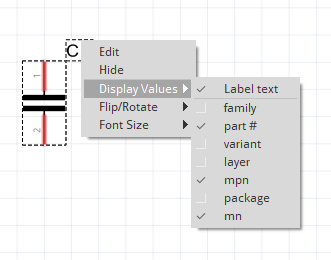 C
1
2
Edit
Hide
Display Values
Flip/Rotate
Font Size
Label text
family
part #
variant
layer
mpn
package
mn